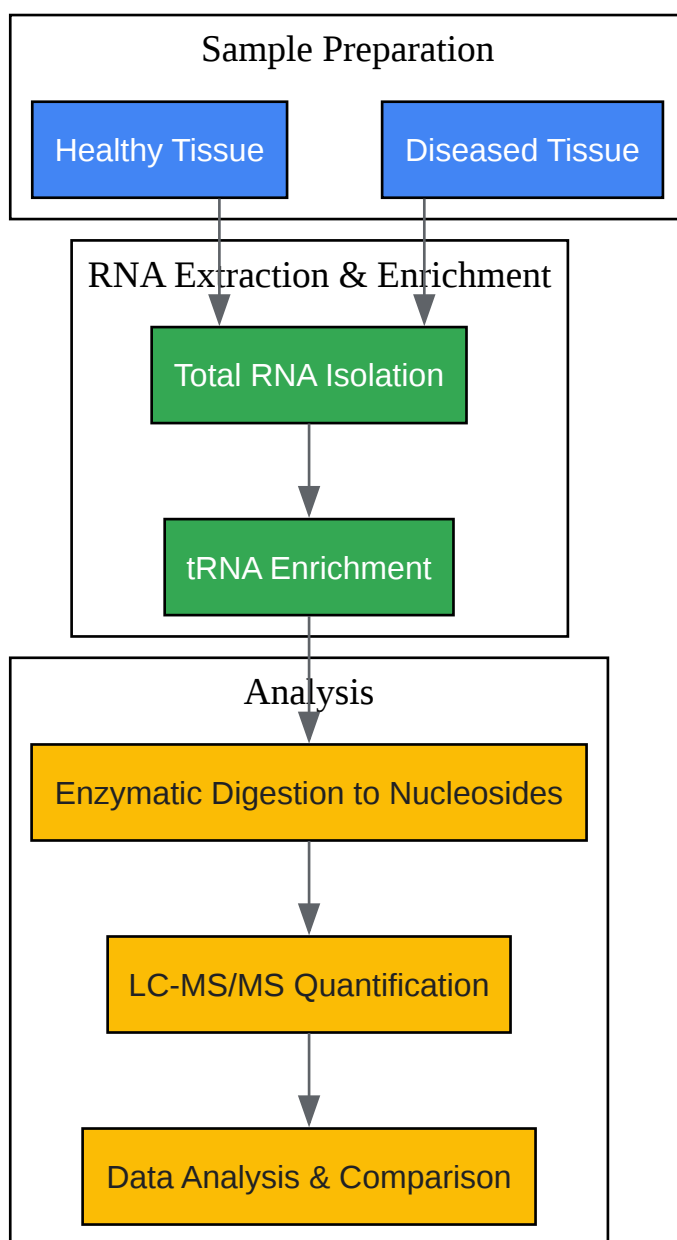 Sample Preparation
Healthy Tissue
Diseased Tissue
RNA Extraction & Enrichment
Total RNA Isolation
tRNA Enrichment
Analysis
Enzymatic Digestion to Nucleosides
LC-MS/MS Quantification
Data Analysis & Comparison